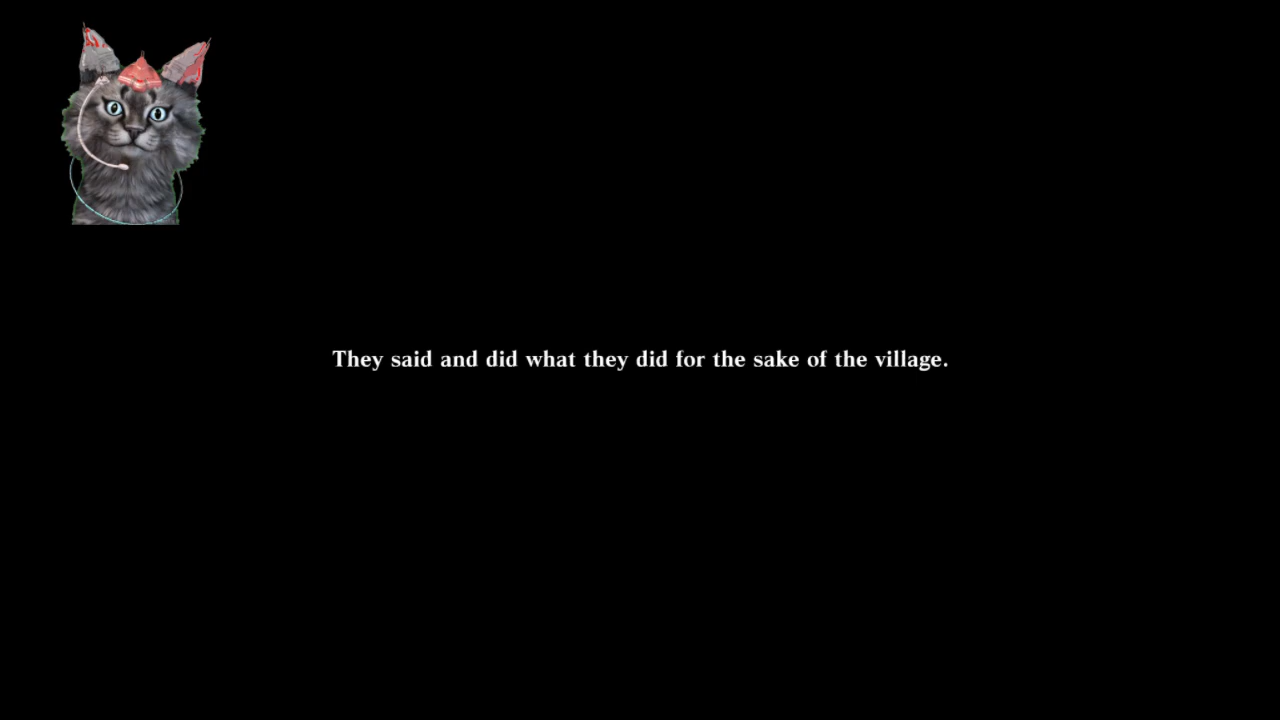 They said and did what they did for the sake of the village.